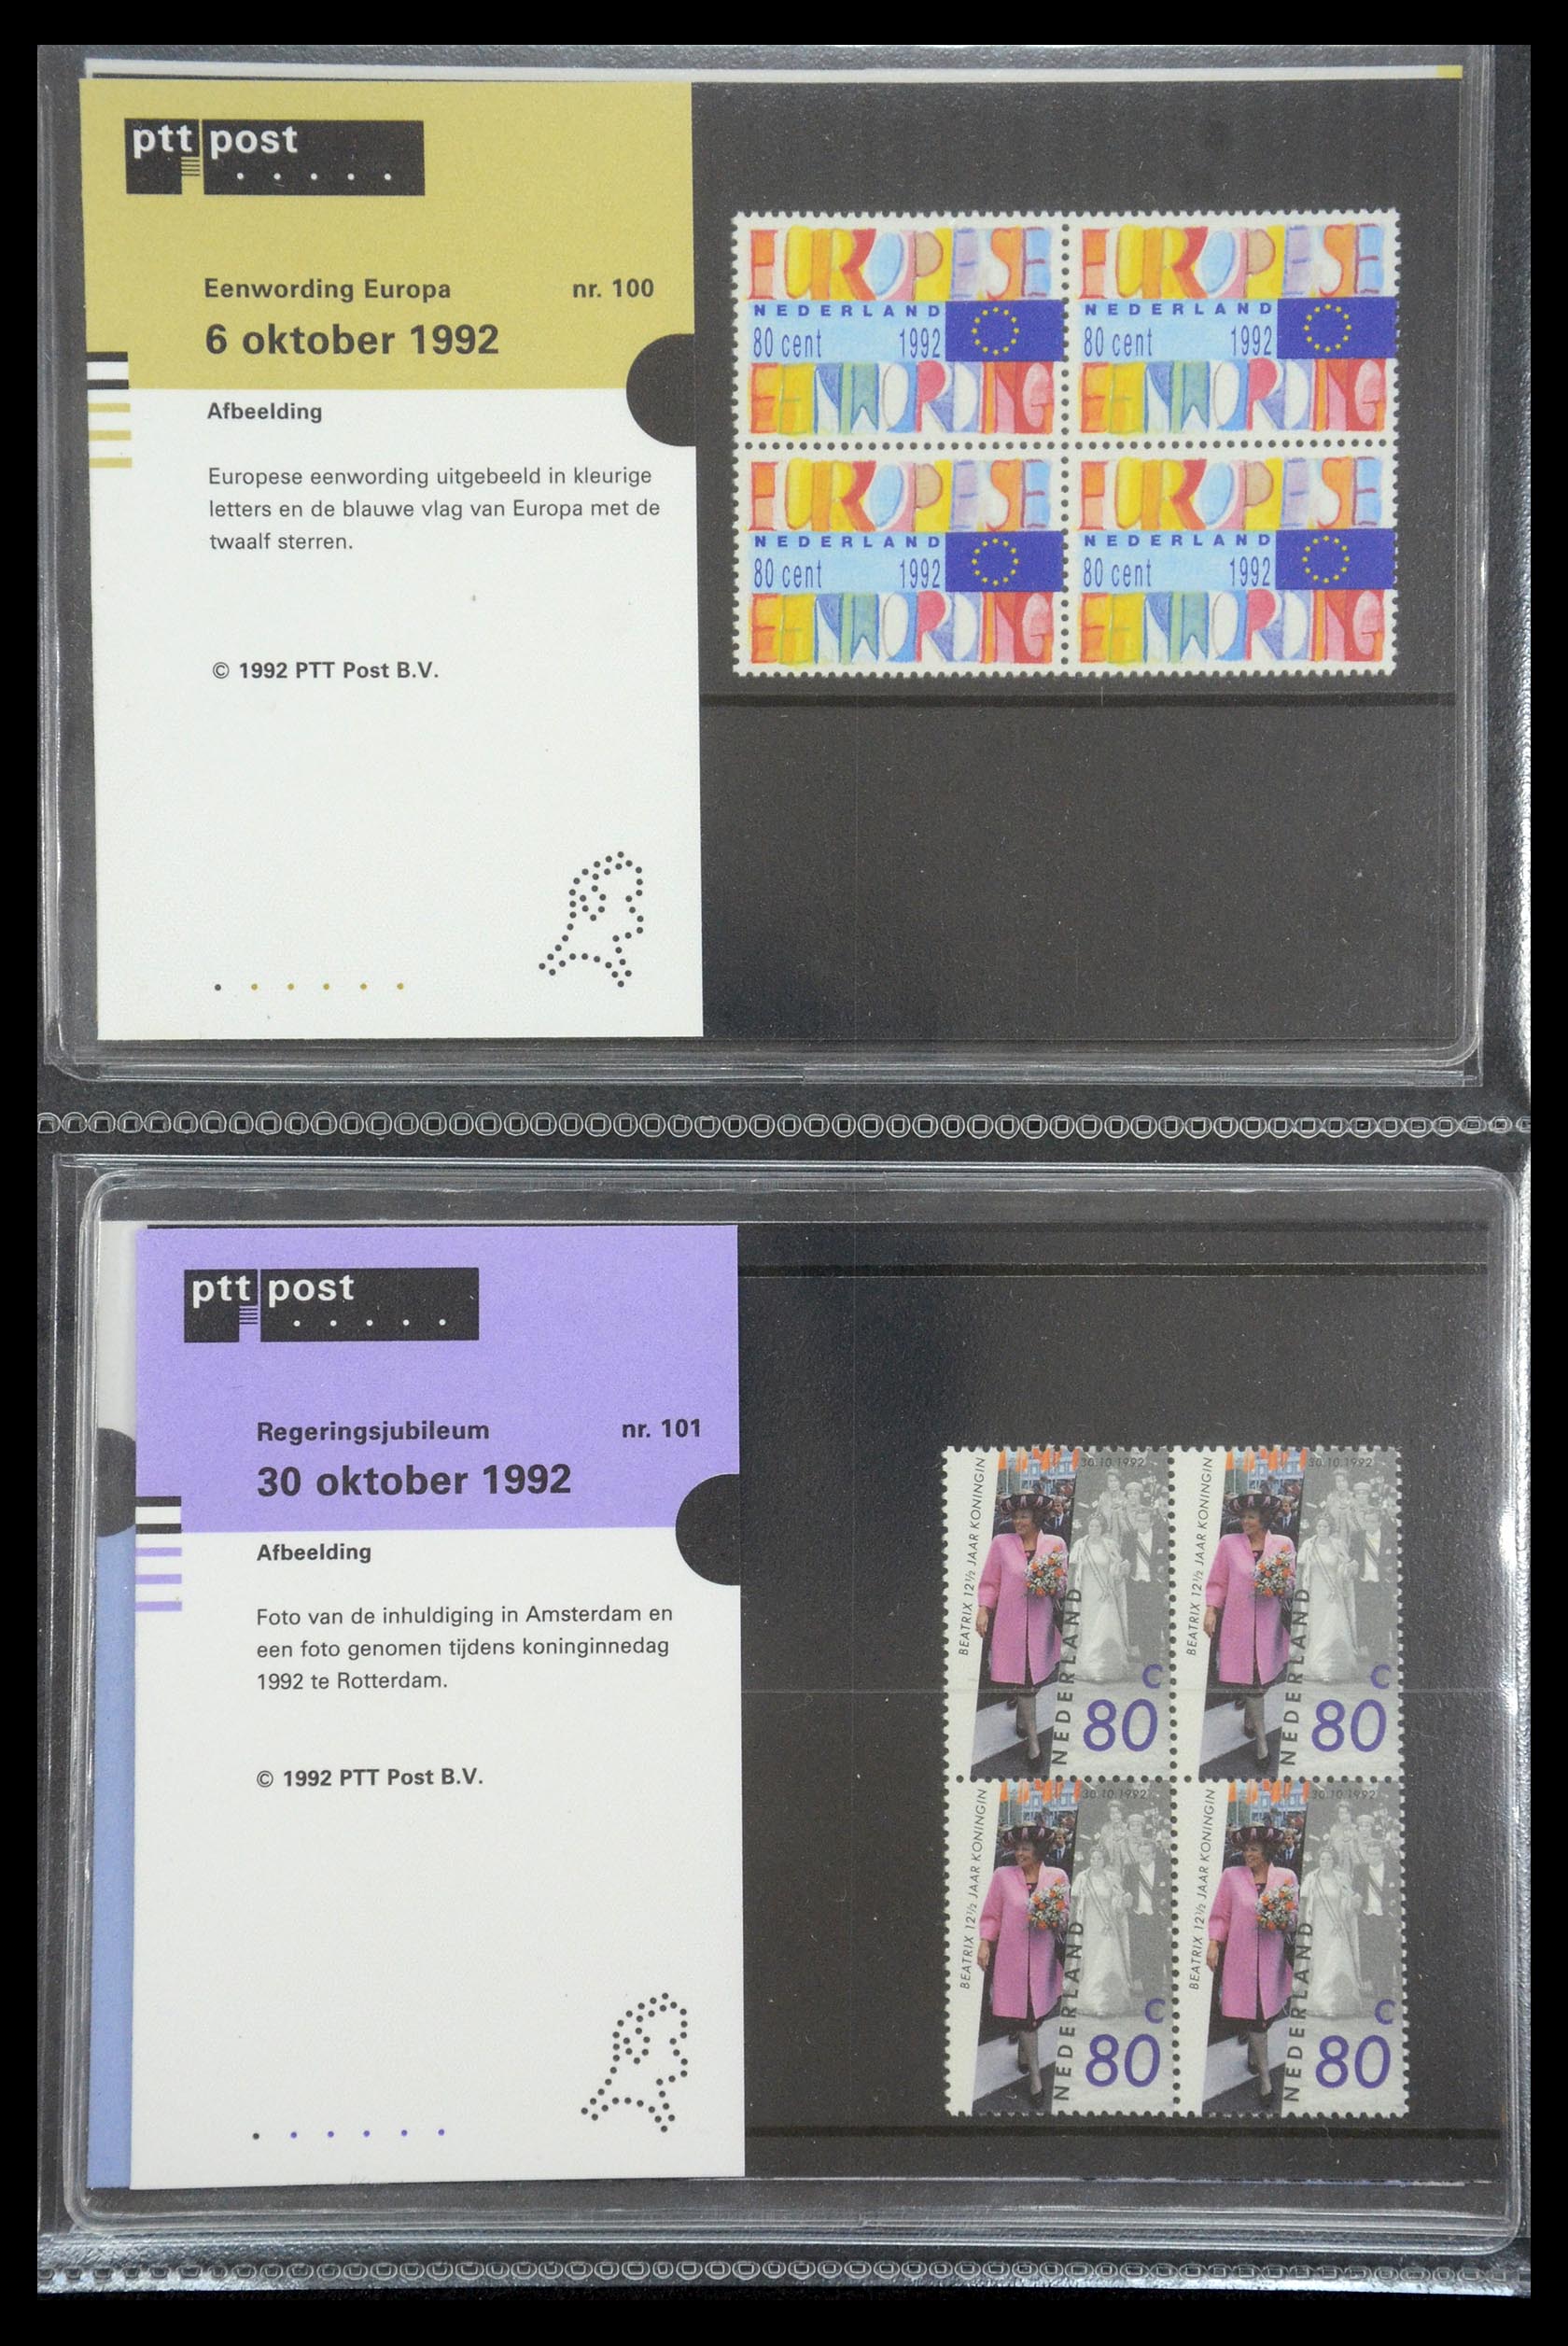 ptt post
Eenwording Europa nr. 100
6 oktober 1992
Afbeelding
Europese eenwording uitgebeeld in kleurige
letters en de blauwe vlag van Europa met de
twaalf sterren.
© 1992 PTT Post B.V.
EUROPESE EUROPESE
NEDERLAND NEDERLAND
80 cent 1992 80 cent 1992
EENWORDING EENWORDING
EUROPESE EUROPESE
NEDERLAND NEDERLAND
80 cent 1992 80 cent 1992
EENWORDING EENWORDING
ptt post
Regeringsjubileum nr. 101
30 oktober 1992
Afbeelding
Foto van de inhuldiging in Amsterdam en
een foto genomen tijdens koninginnedag
1992 te Rotterdam.
© 1992 PTT Post B.V.
BEATRIX 12½ JAAR KONINGIN
30.10.1992
NEDERLAND
80 C
BEATRIX 12½ JAAR KONINGIN
30.10.1992
NEDERLAND
80 C
BEATRIX 12½ JAAR KONINGIN
30.10.1992
NEDERLAND
80 C
BEATRIX 12½ JAAR KONINGIN
30.10.1992
NEDERLAND
80 C